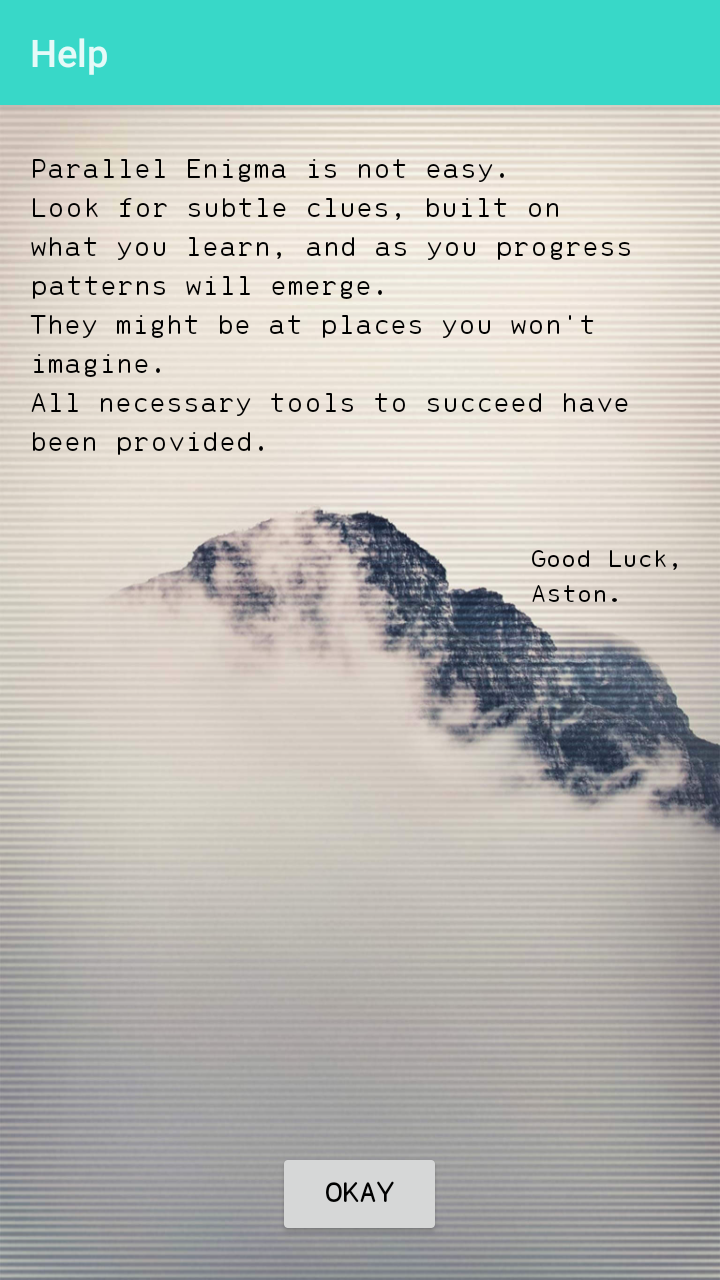 Help
Parallel Enigma is not easy.
Look for subtle clues, built on
what you learn, and as you progress
patterns will emerge.
They might be at places you won't
imagine.
All necessary tools to succeed have
been provided.
Good Luck,
Aston.
OKAY